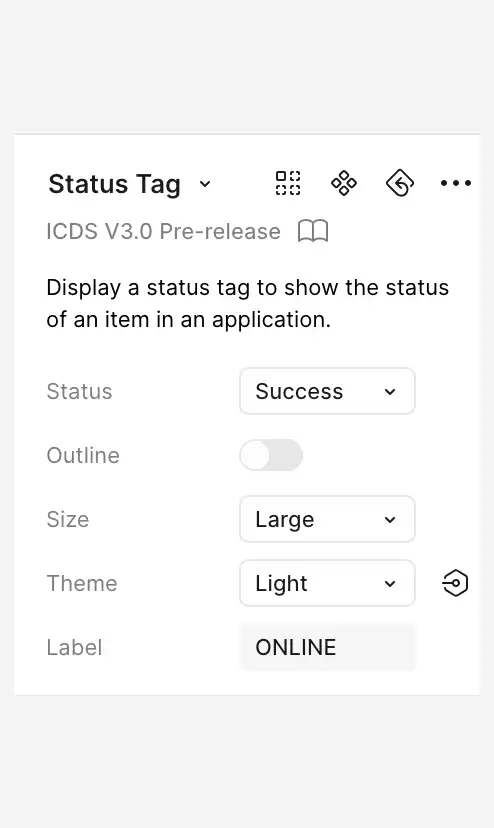 Status Tag
ICDS V3.0 Pre-release
Display a status tag to show the status
of an item in an application.
Status Success
Outline
Size Large
Theme Light
Label ONLINE